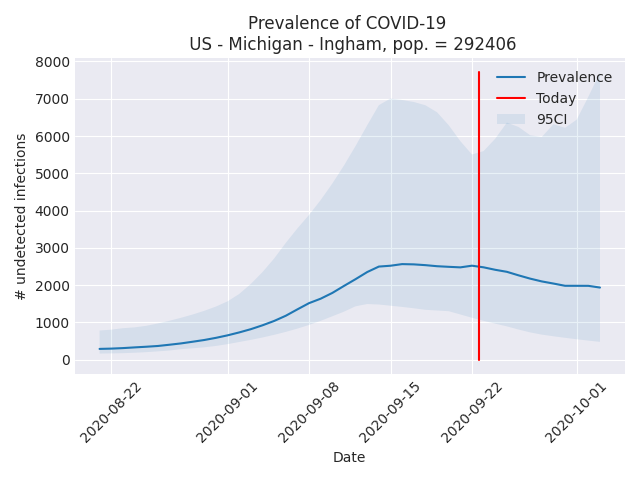 Prevalence of COVID-19
US - Michigan - Ingham, pop. = 292406
8000
7000
6000
5000
4000
3000
2000
1000
0
# undetected infections
Prevalence
Today
95CI
2020-08-22
2020-09-01
2020-09-08
2020-09-15
2020-09-22
2020-10-01
Date